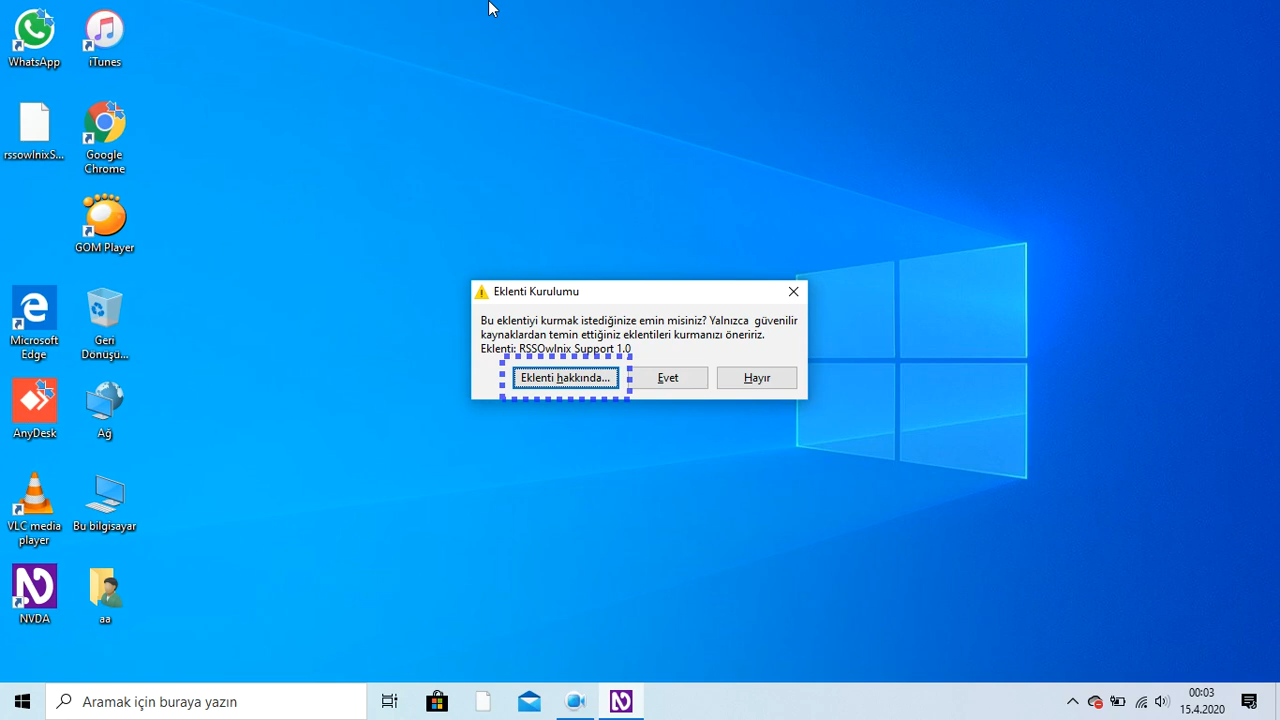 WhatsApp
iTunes
rssowlnixS...
Google
Chrome
GOM Player
Microsoft
Edge
Geri
Dönüşü...
AnyDesk
Ağ
VLC media
player
Bu bilgisayar
NVDA
aa
Eklenti Kurulumu
Bu eklentiyi kurmak istediğinize emin misiniz? Yalnızca güvenilir
kaynaklardan temin ettiğiniz eklentileri kurmanızı öneririz.
Eklenti: RSSOwlnix Support 1.0
Eklenti hakkında...
Evet
Hayır
Aramak için buraya yazın
00:03
15.4.2020